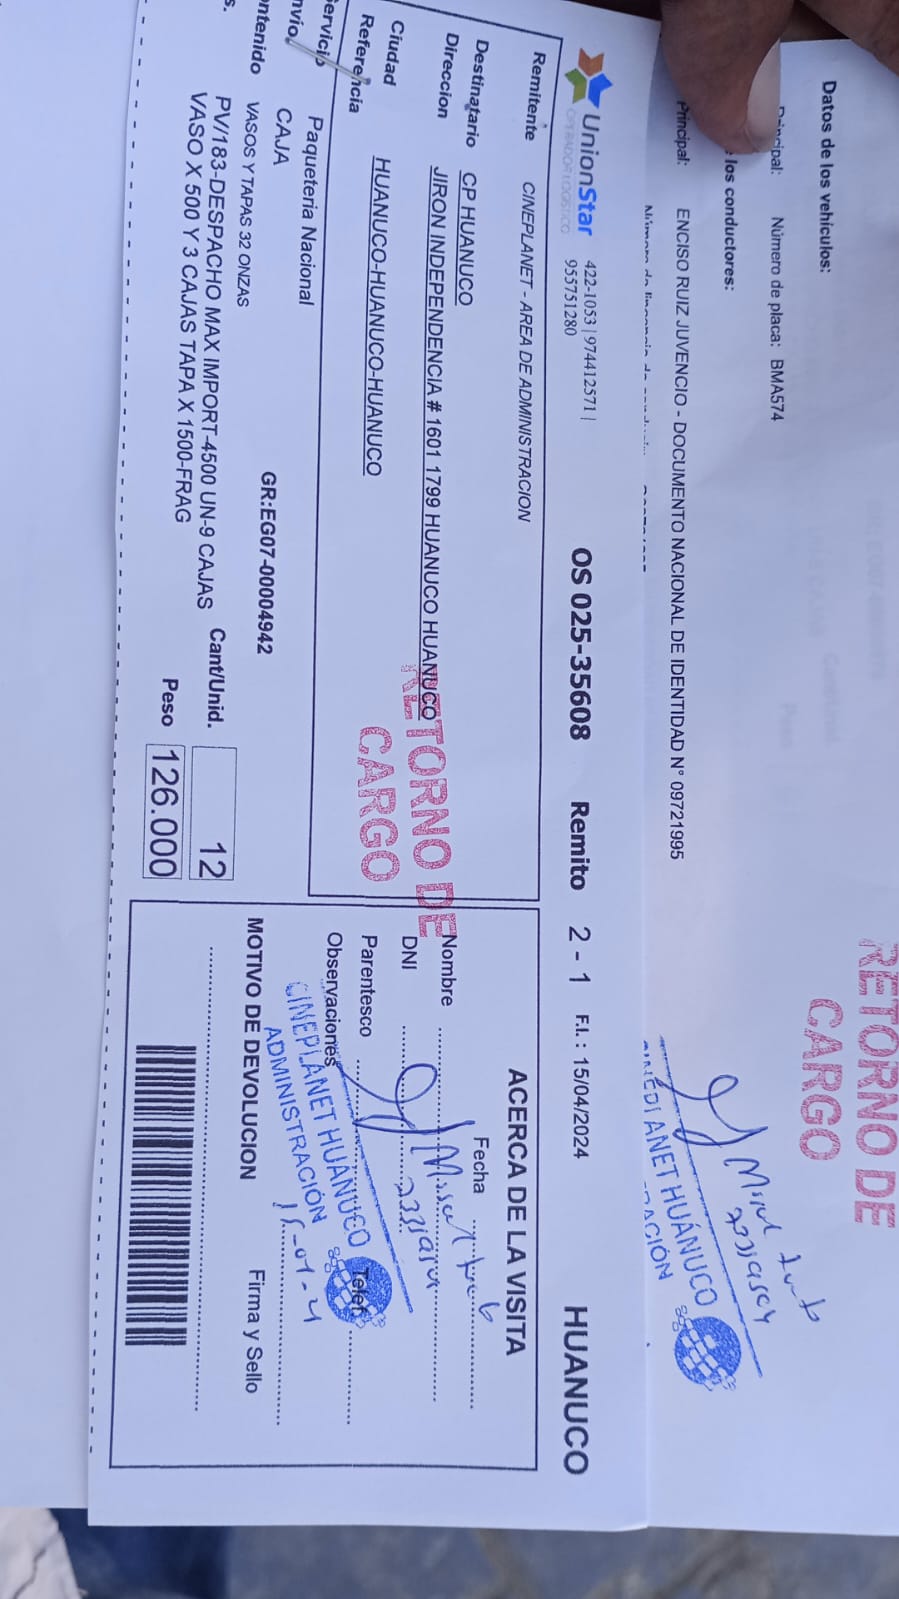 Datos de los vehículos:
Principal: Número de placa: BMA574
los conductores:
Principal: ENCISO RUIZ JUVENCIO - DOCUMENTO NACIONAL DE IDENTIDAD N° 09721995
RETORNO DE
CARGO
CINEPLANET HUÁNUCO
UnionStar
OPERADOR LOGISTICO
422-1053 | 974412571 |
955751280
OS 025-35608 Remito 2 - 1 F.I. : 15/04/2024 HUANUCO
Remitente CINEPLANET - AREA DE ADMINISTRACION
Destinatario CP HUANUCO
Direccion JIRON INDEPENDENCIA # 1601 1799 HUANUCO HUANUCO
Ciudad HUANUCO-HUANUCO-HUANUCO
Referencia
RETORNO DE
CARGO
Servicio Paqueteria Nacional
nvio. CAJA
GR:EG07-00004942
ontenido VASOS Y TAPAS 32 ONZAS
s. PV/183-DESPACHO MAX IMPORT-4500 UN-9 CAJAS
VASO X 500 Y 3 CAJAS TAPA X 1500-FRAG
Cant/Unid. 12
Peso 126.000
ACERCA DE LA VISITA
Fecha
Nombre
DNI
Parentesco
Observaciones Telef.
CINEPLANET HUÁNUCO
ADMINISTRACIÓN
MOTIVO DE DEVOLUCION Firma y Sello